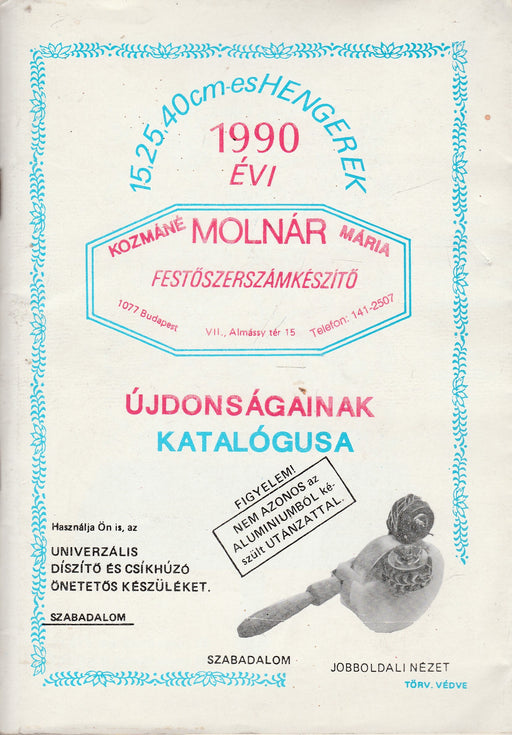 15,25,40cm-es HENGEREK
1990
ÉVI
KOZMÁNÉ MOLNÁR MÁRIA
FESTŐSZERSZÁMKÉSZÍTŐ
1077 Budapest VII., Almássy tér 15 Telefon: 141-2507
ÚJDONSÁGAINAK
KATALÓGUSA
FIGYELEM!
NEM AZONOS az
ALUMINIUMBÓL ké-
szült UTÁNZATTAL.
Használja Ön is, az
UNIVERZÁLIS
DÍSZÍTŐ ÉS CSÍKHÚZÓ
ÖNETETŐS KÉSZÜLÉKET.
SZABADALOM
SZABADALOM
JOBBOLDALI NÉZET
TÖRV. VÉDVE